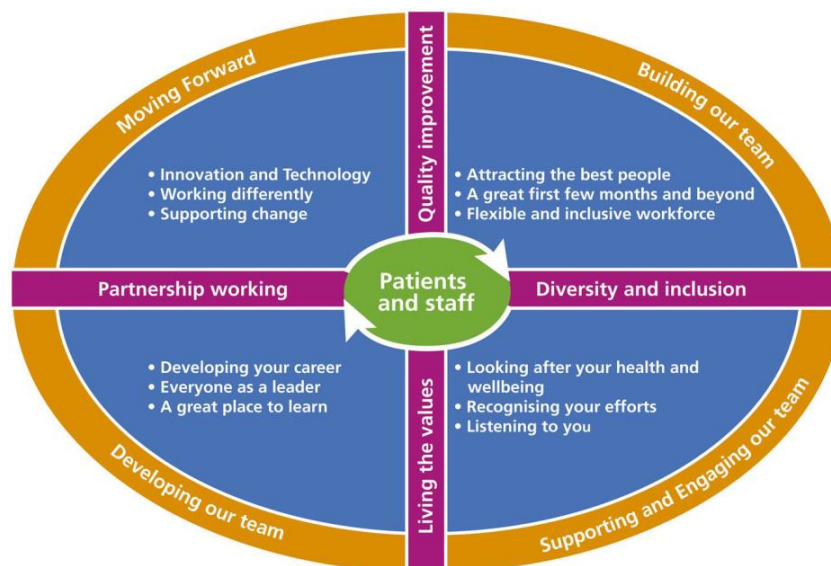 Moving Forward
Quality improvement
Building our team
• Innovation and Technology
• Working differently
• Supporting change
• Attracting the best people
• A great first few months and beyond
• Flexible and inclusive workforce
Partnership working
Patients
and staff
Diversity and inclusion
• Developing your career
• Everyone as a leader
• A great place to learn
• Looking after your health and
wellbeing
• Recognising your efforts
• Listening to you
Developing our team
Living the values
Supporting and Engaging our team